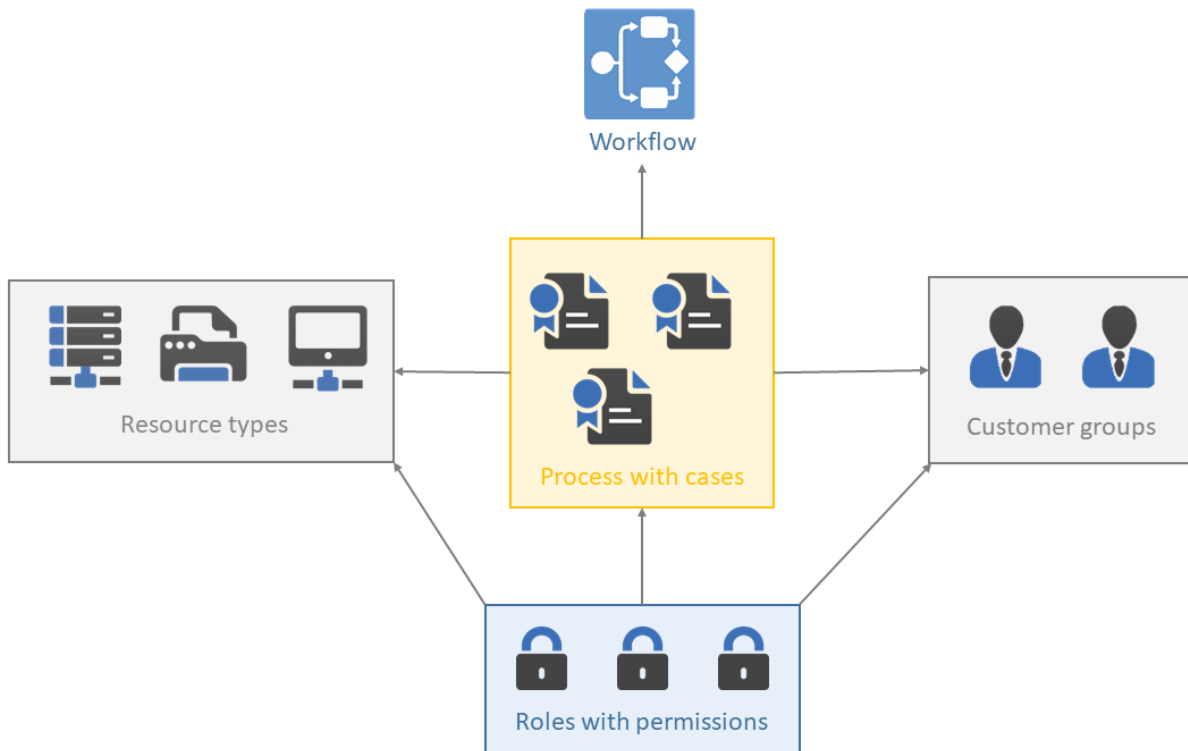 Workflow
Resource types
Process with cases
Customer groups
Roles with permissions